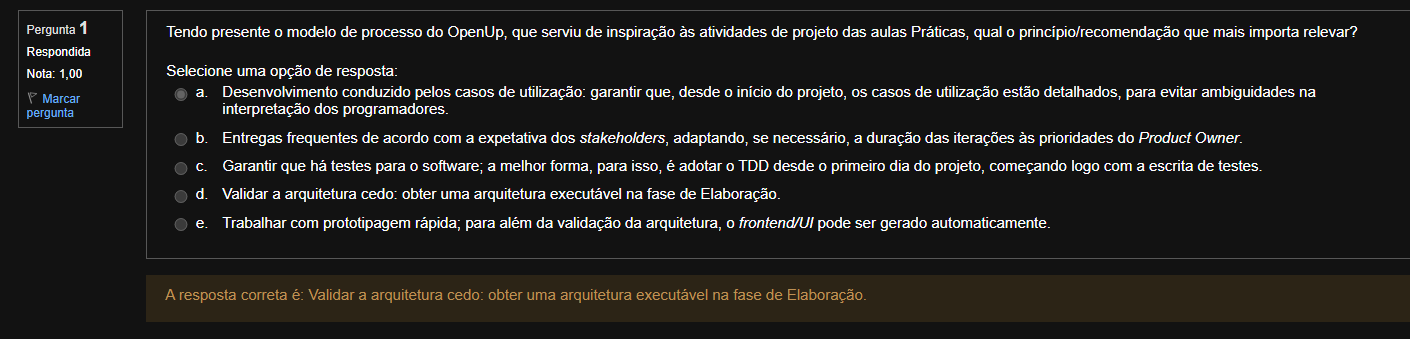 Pergunta 1
Respondida
Nota: 1,00
Marcar
pergunta
Tendo presente o modelo de processo do OpenUp, que serviu de inspiração às atividades de projeto das aulas Práticas, qual o princípio/recomendação que mais importa relevar?
Selecione uma opção de resposta:
a. Desenvolvimento conduzido pelos casos de utilização: garantir que, desde o início do projeto, os casos de utilização estão detalhados, para evitar ambiguidades na
interpretação dos programadores.
b. Entregas frequentes de acordo com a expetativa dos stakeholders, adaptando, se necessário, a duração das iterações às prioridades do Product Owner.
c. Garantir que há testes para o software; a melhor forma, para isso, é adotar o TDD desde o primeiro dia do projeto, começando logo com a escrita de testes.
d. Validar a arquitetura cedo: obter uma arquitetura executável na fase de Elaboração.
e. Trabalhar com prototipagem rápida; para além da validação da arquitetura, o frontend/UI pode ser gerado automaticamente.
A resposta correta é: Validar a arquitetura cedo: obter uma arquitetura executável na fase de Elaboração.